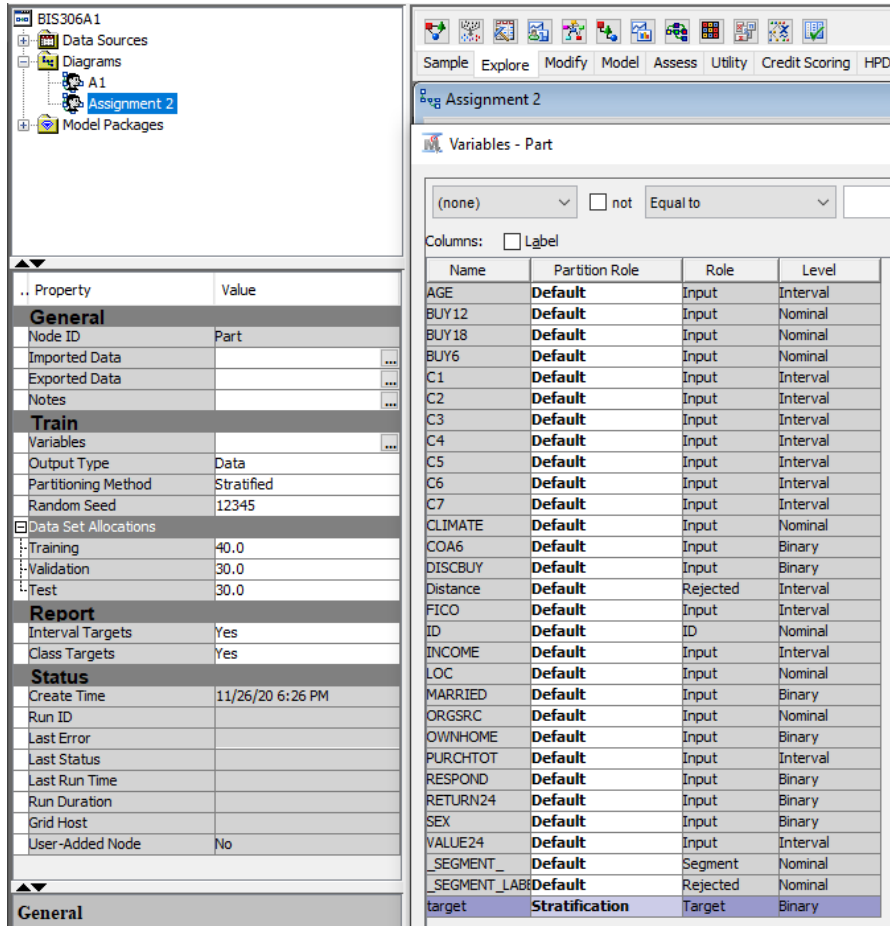 BIS306A1
Data Sources
Diagrams
A1
Assignment 2
Model Packages
.. Property Value
General
Node ID Part
Imported Data ...
Exported Data ...
Notes ...
Train
Variables ...
Output Type Data
Partitioning Method Stratified
Random Seed 12345
Data Set Allocations
Training 40.0
Validation 30.0
Test 30.0
Report
Interval Targets Yes
Class Targets Yes
Status
Create Time 11/26/20 6:26 PM
Run ID
Last Error
Last Status
Last Run Time
Run Duration
Grid Host
User-Added Node No
General
Sample Explore Modify Model Assess Utility Credit Scoring HPD
Assignment 2
Variables - Part
(none) not Equal to
Columns: Label
Name Partition Role Role Level
AGE Default Input Interval
BUY12 Default Input Nominal
BUY18 Default Input Nominal
BUY6 Default Input Nominal
C1 Default Input Interval
C2 Default Input Interval
C3 Default Input Interval
C4 Default Input Interval
C5 Default Input Interval
C6 Default Input Interval
C7 Default Input Interval
CLIMATE Default Input Nominal
COA6 Default Input Binary
DISCBUY Default Input Binary
Distance Default Rejected Interval
FICO Default Input Interval
ID Default ID Nominal
INCOME Default Input Interval
LOC Default Input Nominal
MARRIED Default Input Binary
ORGSRC Default Input Nominal
OWNHOME Default Input Binary
PURCHTOT Default Input Interval
RESPOND Default Input Binary
RETURN24 Default Input Binary
SEX Default Input Binary
VALUE24 Default Input Interval
_SEGMENT_ Default Segment Nominal
_SEGMENT_LABE Default Rejected Nominal
target Stratification Target Binary